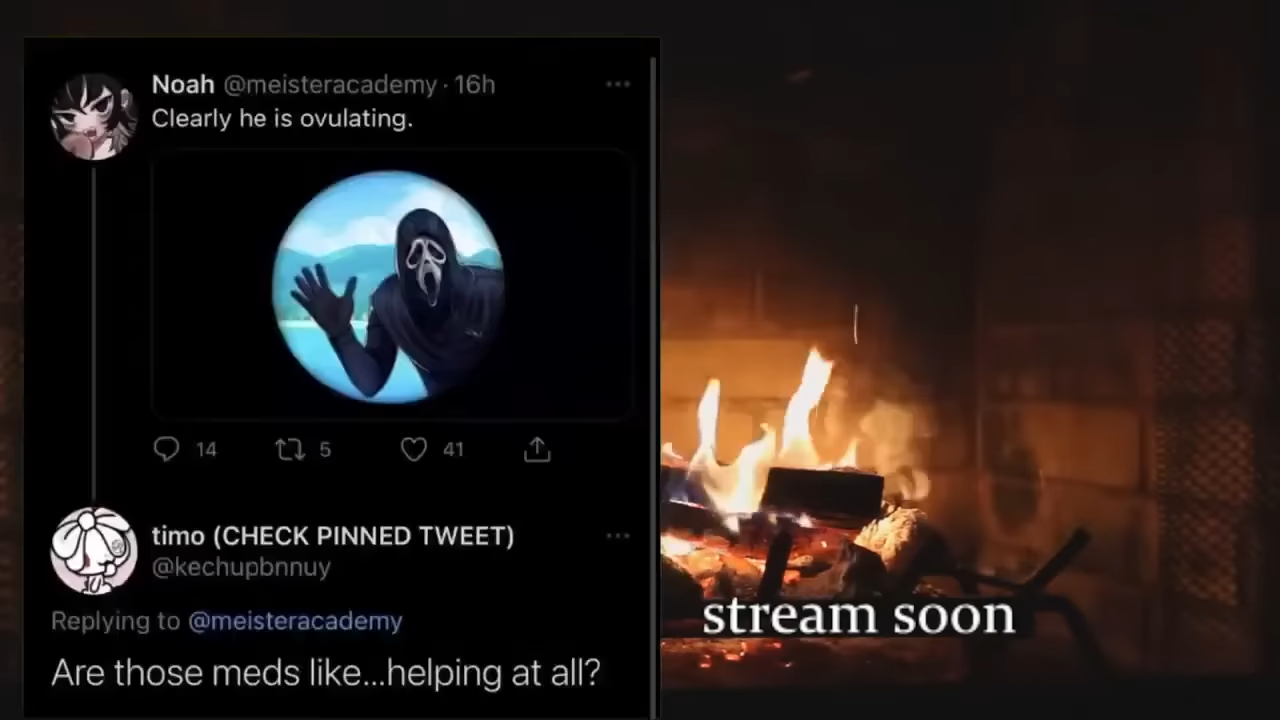 Noah @meisteracademy · 16h
Clearly he is ovulating.
14 5 41
timo (CHECK PINNED TWEET)
@kechupbnnuy
Replying to @meisteracademy
Are those meds like...helping at all?
stream soon